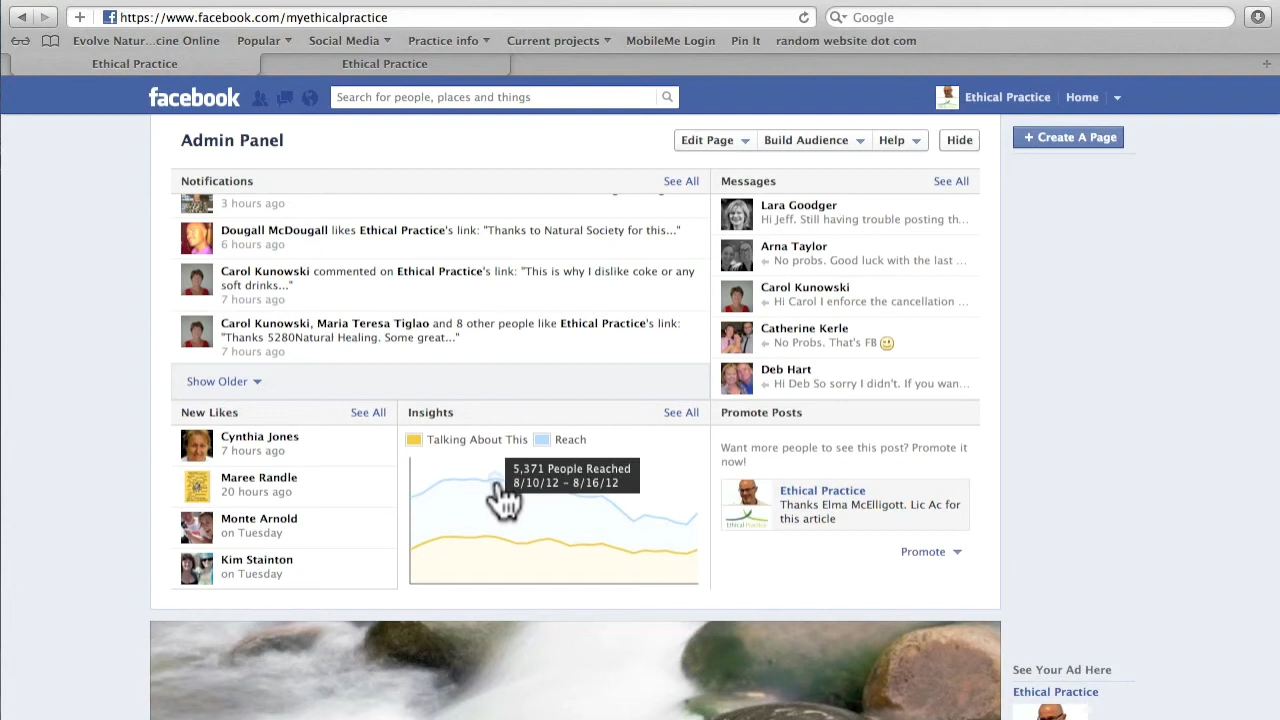 https://www.facebook.com/myethicalpractice
Google
Evolve Natur...cine Online
Popular
Social Media
Practice info
Current projects
MobileMe Login
Pin It
random website dot com
Ethical Practice
Ethical Practice
facebook
Search for people, places and things
Ethical Practice
Home
Admin Panel
Edit Page
Build Audience
Help
Hide
+ Create A Page
Notifications
See All
3 hours ago
Dougall McDougall likes Ethical Practice's link: "Thanks to Natural Society for this..."
6 hours ago
Carol Kunowski commented on Ethical Practice's link: "This is why I dislike coke or any
soft drinks..."
7 hours ago
Carol Kunowski, Maria Teresa Tiglao and 8 other people like Ethical Practice's link:
"Thanks 5280Natural Healing. Some great..."
7 hours ago
Show Older
Messages
See All
Lara Goodger
Hi Jeff. Still having trouble posting th...
Arna Taylor
No probs. Good luck with the last ...
Carol Kunowski
Hi Carol I enforce the cancellation ...
Catherine Kerle
No Probs. That's FB
Deb Hart
Hi Deb So sorry I didn't. If you wan...
New Likes
See All
Cynthia Jones
7 hours ago
Maree Randle
20 hours ago
Monte Arnold
on Tuesday
Kim Stainton
on Tuesday
Insights
See All
Talking About This
Reach
5,371 People Reached
8/10/12 – 8/16/12
Promote Posts
Want more people to see this post? Promote it
now!
Ethical Practice
Thanks Elma McElligott. Lic Ac for
this article
Ethical Practice
Promote
See Your Ad Here
Ethical Practice